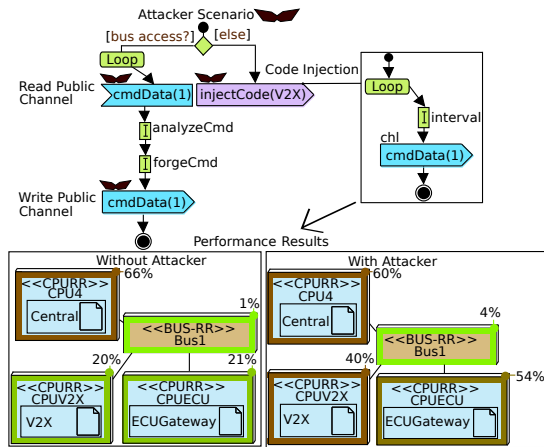 Attacker Scenario
[bus access?] [else]
Loop
Code Injection
Read Public
Channel
cmdData(1)
injectCode(V2X)
Loop
analyzeCmd
interval
forgeCmd
chl
cmdData(1)
Write Public
Channel
cmdData(1)
Performance Results
Without Attacker
66%
<<CPURR>>
CPU4
Central
1%
<<BUS-RR>>
Bus1
20%
21%
<<CPURR>>
CPUV2X
V2X
<<CPURR>>
CPUECU
ECUGateway
With Attacker
60%
<<CPURR>>
CPU4
Central
4%
<<BUS-RR>>
Bus1
40%
54%
<<CPURR>>
CPUV2X
V2X
<<CPURR>>
CPUECU
ECUGateway